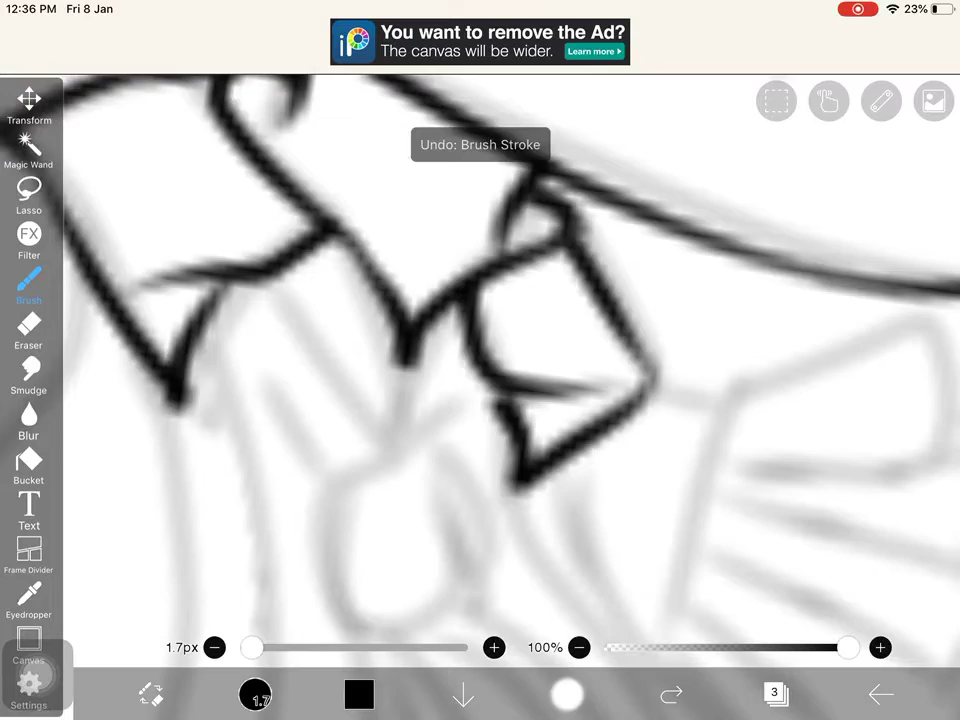 12:36 PM Fri 8 Jan
23%
iP
You want to remove the Ad?
The canvas will be wider.
Learn more
Undo: Brush Stroke
Transform
Magic Wand
Lasso
FX
Filter
Brush
Eraser
Smudge
Blur
Bucket
T
Text
Frame Divider
Eyedropper
Canvas
Settings
1.7px
100%
1.7
3